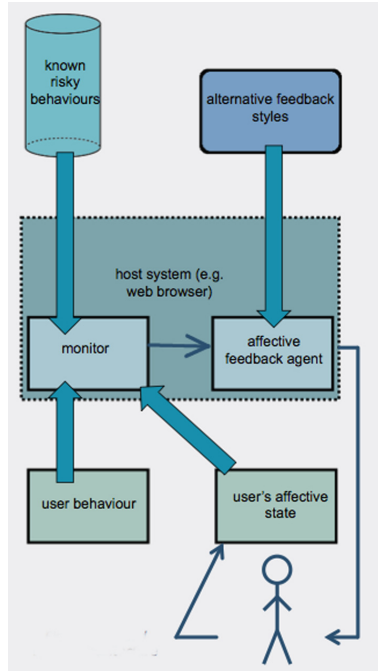 known
risky
behaviours
alternative feedback
styles
host system (e.g.
web browser)
monitor
affective
feedback agent
user behaviour
user's affective
state